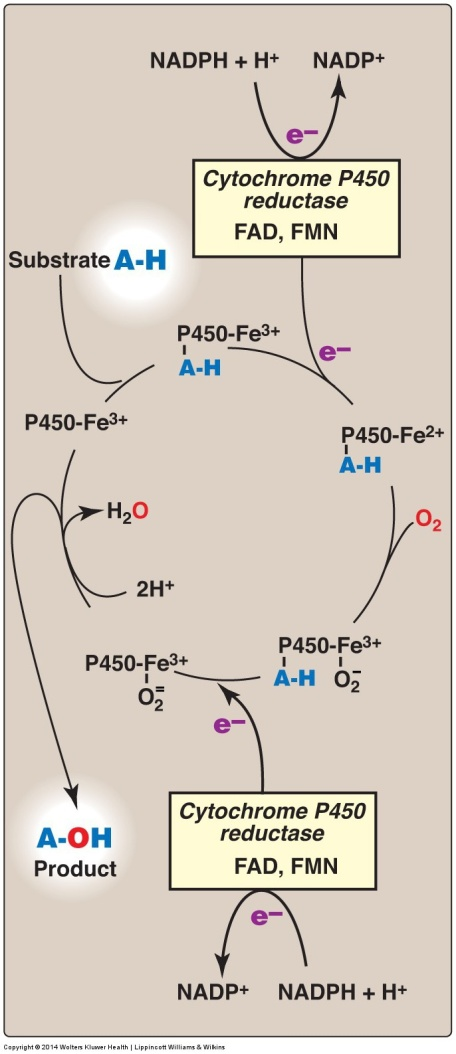 NADPH + H⁺ NADP⁺
e⁻
Cytochrome P450
reductase
FAD, FMN
Substrate A-H
P450-Fe³⁺
A-H
e⁻
P450-Fe³⁺
P450-Fe²⁺
A-H
H₂O
O₂
2H⁺
P450-Fe³⁺
A-H O₂⁻
P450-Fe³⁺
O₂⁼
e⁻
Cytochrome P450
reductase
FAD, FMN
A-OH
Product
e⁻
NADP⁺ NADPH + H⁺
Copyright © 2014 Wolters Kluwer Health | Lippincott Williams & Wilkins